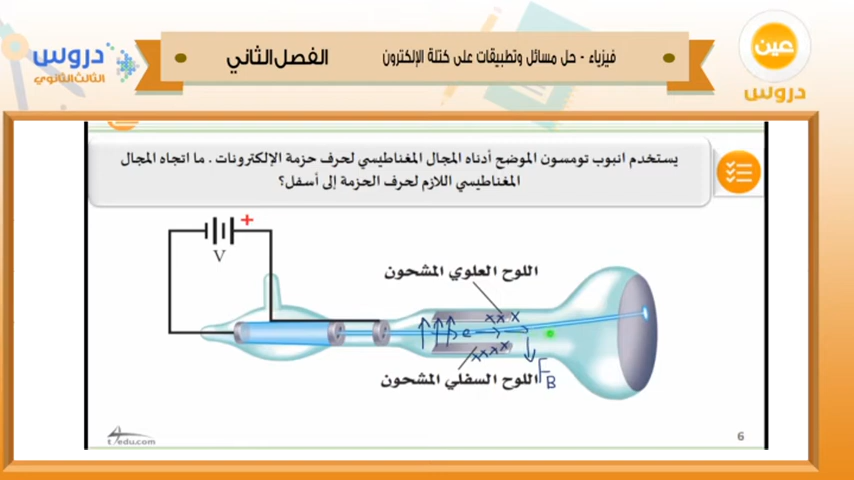 دروس
الثالث الثانوي
الفصل الثاني
فيزياء - حل مسائل وتطبيقات على كتلة الإلكترون
عين
دروس
يستخدم انبوب تومسون الموضح أدناه المجال المغناطيسي لحرف حزمة الإلكترونات . ما اتجاه المجال
المغناطيسي اللازم لحرف الحزمة إلى أسفل؟
+
V
اللوح العلوي المشحون
x x x
e
x x x x
F_B
اللوح السفلي المشحون
t4edu.com
6